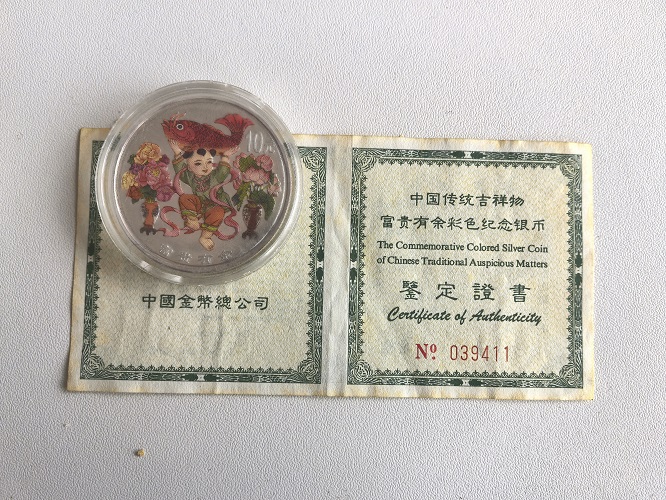 10元
中國金幣總公司
中国传统吉祥物
富贵有余彩色纪念银币
The Commemorative Colored Silver Coin
of Chinese Traditional Auspicious Matters
鑒定證書
Certificate of Authenticity
Nº 039411